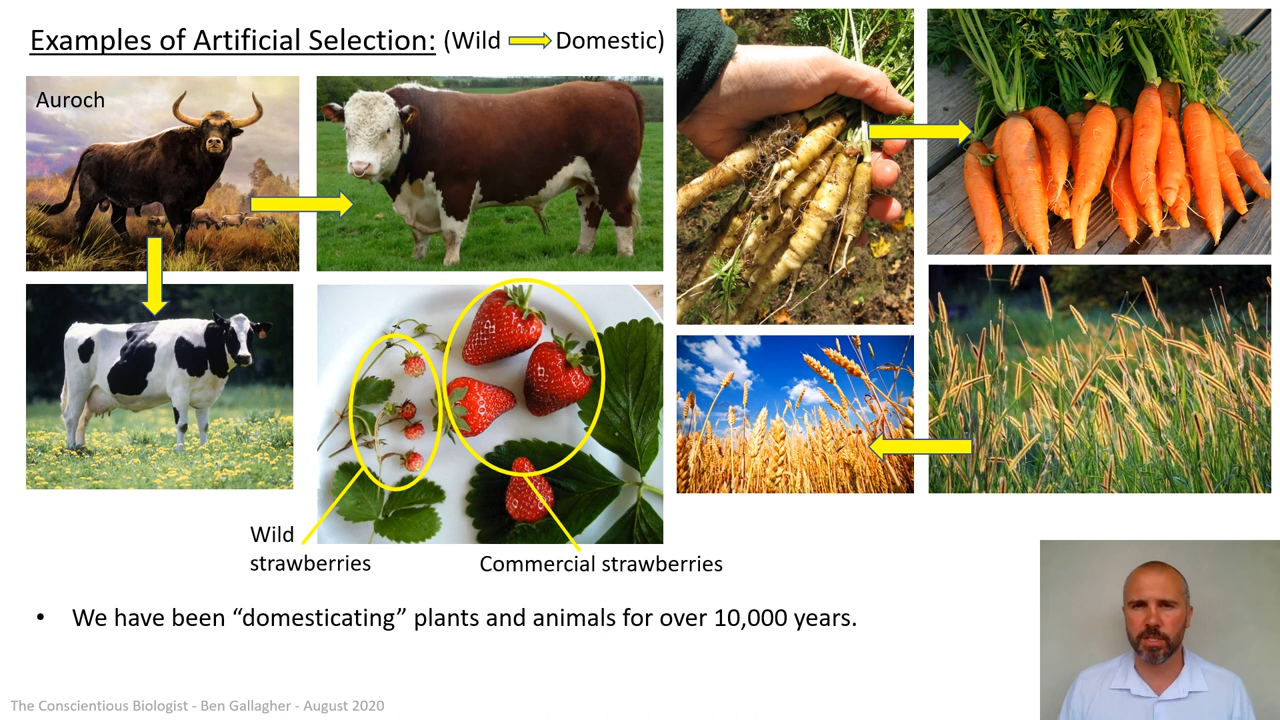 Examples of Artificial Selection: (Wild Domestic)
Auroch
Wild
strawberries
Commercial strawberries
• We have been “domesticating” plants and animals for over 10,000 years.
The Conscientious Biologist - Ben Gallagher - August 2020